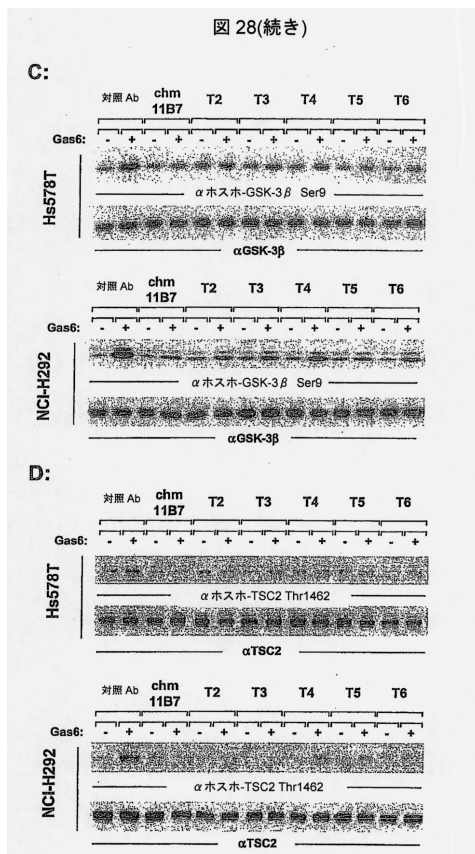 図 28(続き)
C:
対照 Ab chm 11B7 T2 T3 T4 T5 T6
Gas6: - + - + - + - + - + - + - +
Hs578T
αホスホ-GSK-3β Ser9
αGSK-3β
対照 Ab chm 11B7 T2 T3 T4 T5 T6
Gas6: - + - + - + - + - + - + - +
NCI-H292
αホスホ-GSK-3β Ser9
αGSK-3β
D:
対照 Ab chm 11B7 T2 T3 T4 T5 T6
Gas6: - + - + - + - + - + - + - +
Hs578T
αホスホ-TSC2 Thr1462
αTSC2
対照 Ab chm 11B7 T2 T3 T4 T5 T6
Gas6: - + - + - + - + - + - + - +
NCI-H292
αホスホ-TSC2 Thr1462
αTSC2